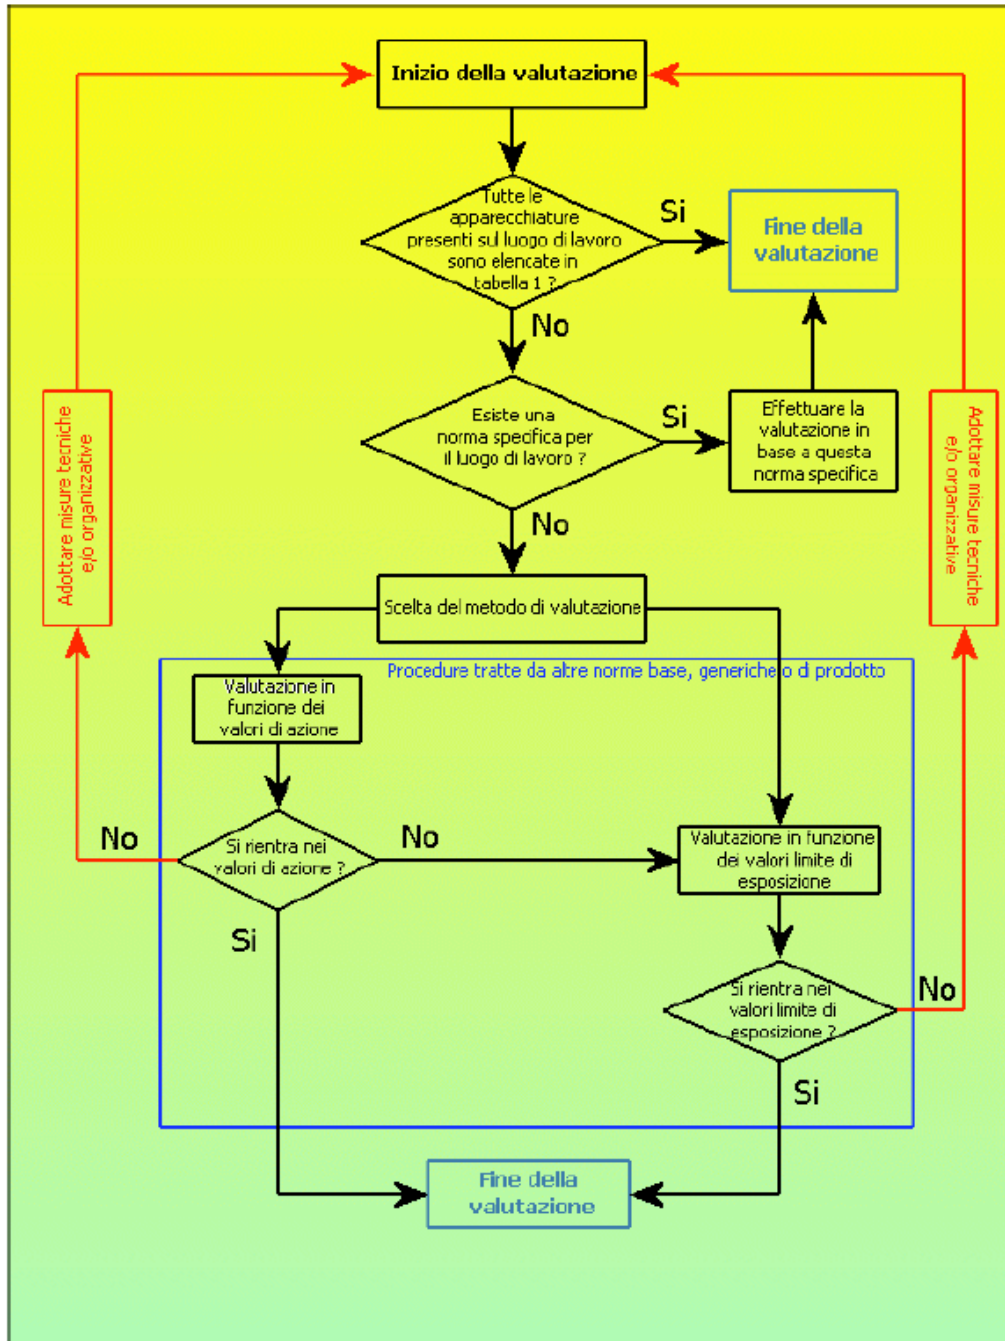 Inizio della valutazione
Tutte le
apparecchiature
presenti sul luogo di lavoro
sono elencate in
tabella 1 ?
Si
Fine della
valutazione
No
Esiste una
norma specifica per
il luogo di lavoro ?
Si
Effettuare la
valutazione in
base a questa
norma specifica
Adottare misure tecniche
e/o organizzative
Adottare misure tecniche
e/o organizzative
No
Scelta del metodo di valutazione
Procedure tratte da altre norme base, generiche o di prodotto
Valutazione in
funzione dei
valori di azione
No
Si rientra nei
valori di azione ?
No
Valutazione in funzione
dei valori limite di
esposizione
Si
Si rientra nei
valori limite di
esposizione ?
No
Si
Fine della
valutazione